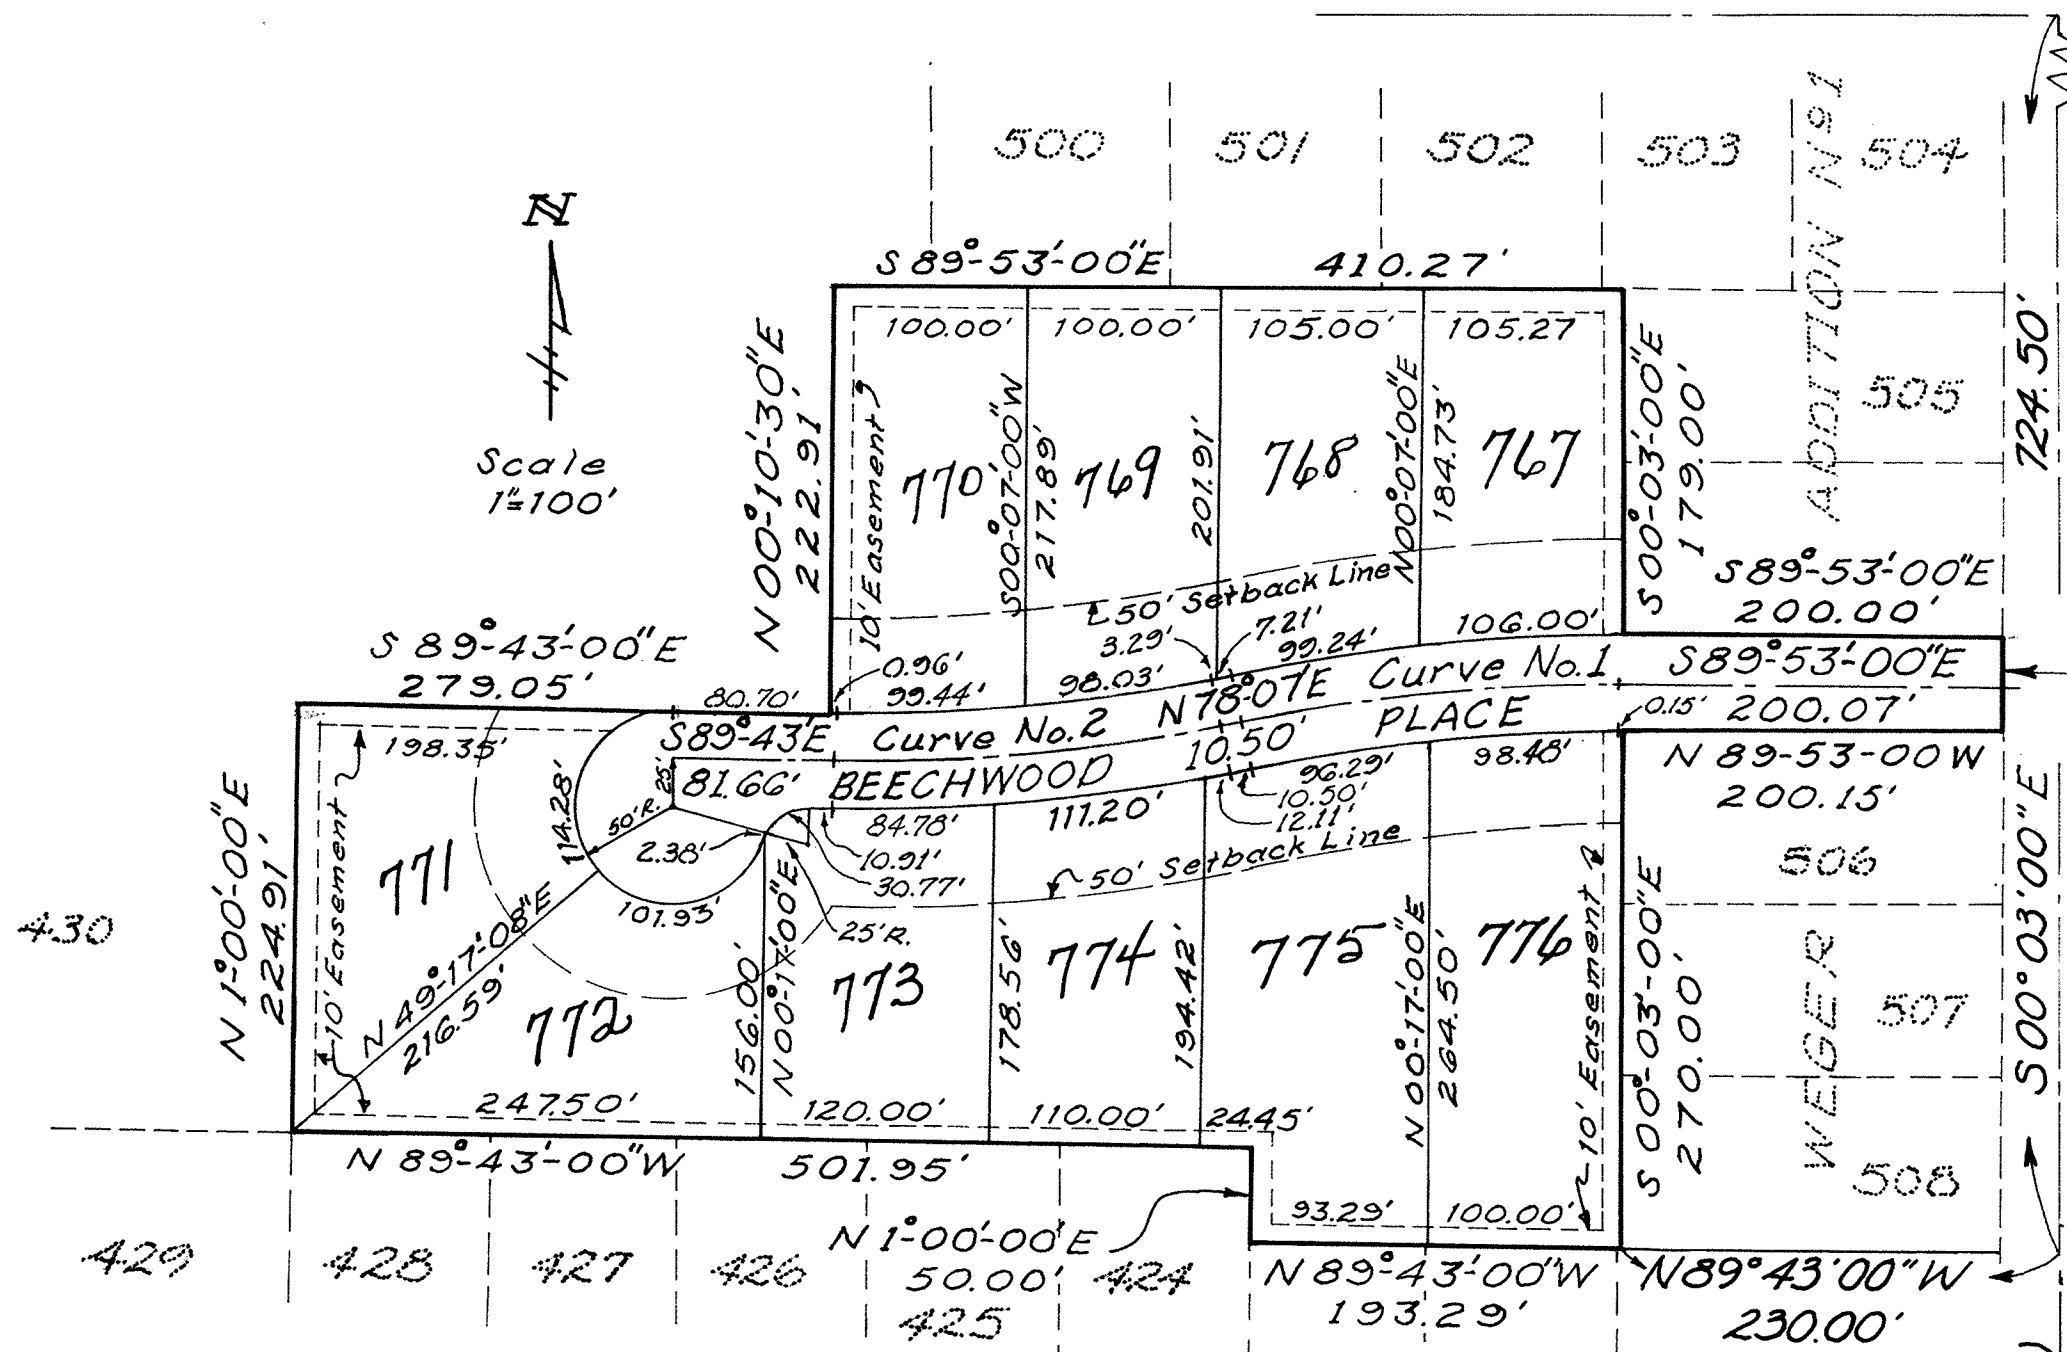 500
501
502
503
504
ADDITION Nº 1
N
S 89°-53'-00"E
410.27'
100.00'
100.00'
105.00'
105.27
N 00°-10'-30"E
222.91'
S 00°-03'-00"E
179.00'
724.50'
505
Scale
1"=100'
10' Easement
770
S00°-07'-00"W
217.89'
769
201.91'
768
N00°-07'-00"E
184.73'
767
50' Setback Line
S89°-53'-00"E
200.00'
S 89°-43'-00"E
279.05'
80.70'
0.96'
99.44'
98.03'
3.29'
7.21'
99.24'
106.00'
S89°-43'E
Curve No.2
N78°07'E
Curve No.1
S89°-53'-00"E
81.66'
BEECHWOOD
10.50'
PLACE
0.15'
200.07'
N 89-53-00 W
200.15'
198.35'
114.28'
25'
50'R.
2.38'
84.78'
10.91'
30.77'
25'R.
111.20'
96.29'
10.50'
12.11'
98.48'
50' Setback Line
N 1°-00'-00"E
224.91'
10' Easement
771
101.93'
N 49°-17'-08"E
216.59'
772
156.00'
N 00°-17'-00"E
773
178.56'
774
194.42'
775
N 00°-17'-00"E
264.50'
776
10' Easement
S 00°-03'-00"E
270.00'
506
507
508
WEGER
S 00°03'00"E
430
247.50'
120.00'
110.00'
24.45'
N 89°-43'-00"W
501.95'
93.29'
100.00'
N 1°-00'-00"E
50.00'
N 89°-43'-00"W
193.29'
N89°43'00"W
230.00'
429
428
427
426
425
424